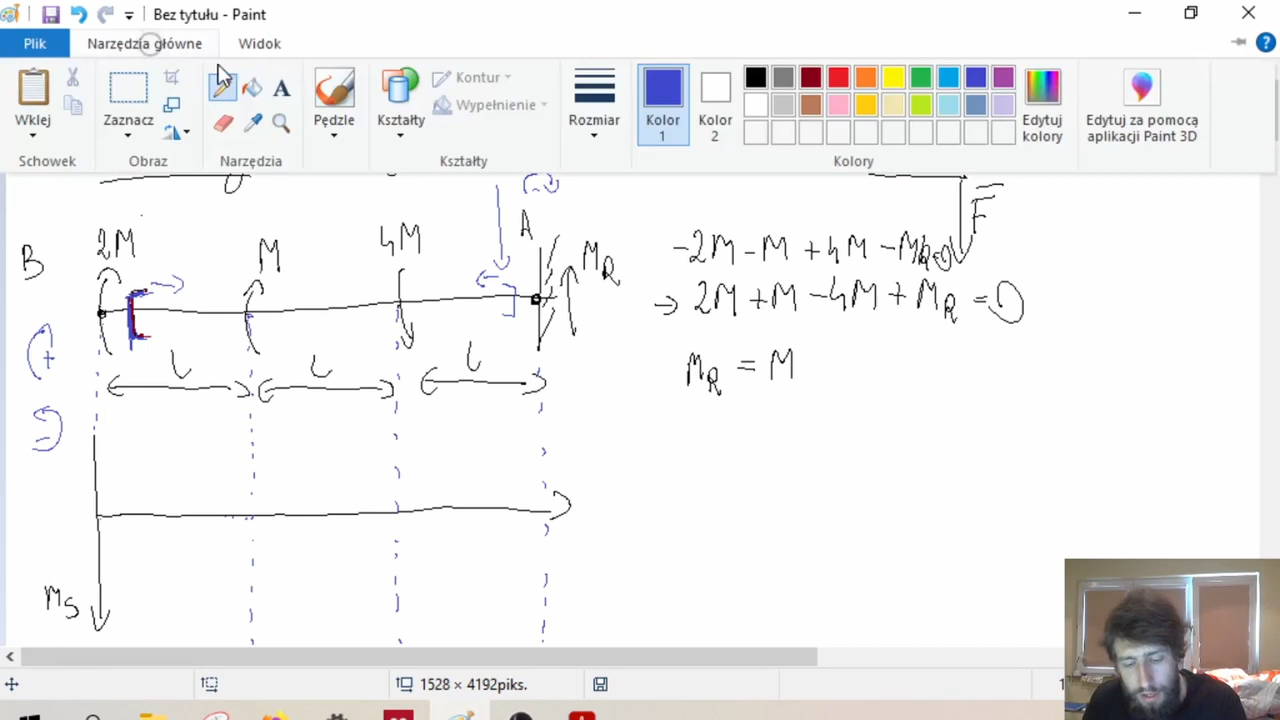 Bez tytułu - Paint
Plik Narzędzia główne Widok
Wklej
Zaznacz
A
Pędzle
Kształty
Kontur
Wypełnienie
Rozmiar
Kolor 1
Kolor 2
Edytuj kolory
Edytuj za pomocą aplikacji Paint 3D
Schowek
Obraz
Narzędzia
Kształty
Kolory
F
B 2M M 4M A M_R
-2M - M + 4M - M_R = 0
→ 2M + M - 4M + M_R = 0
M_R = M
+
L L L
-
M_S
1528 × 4192piks.